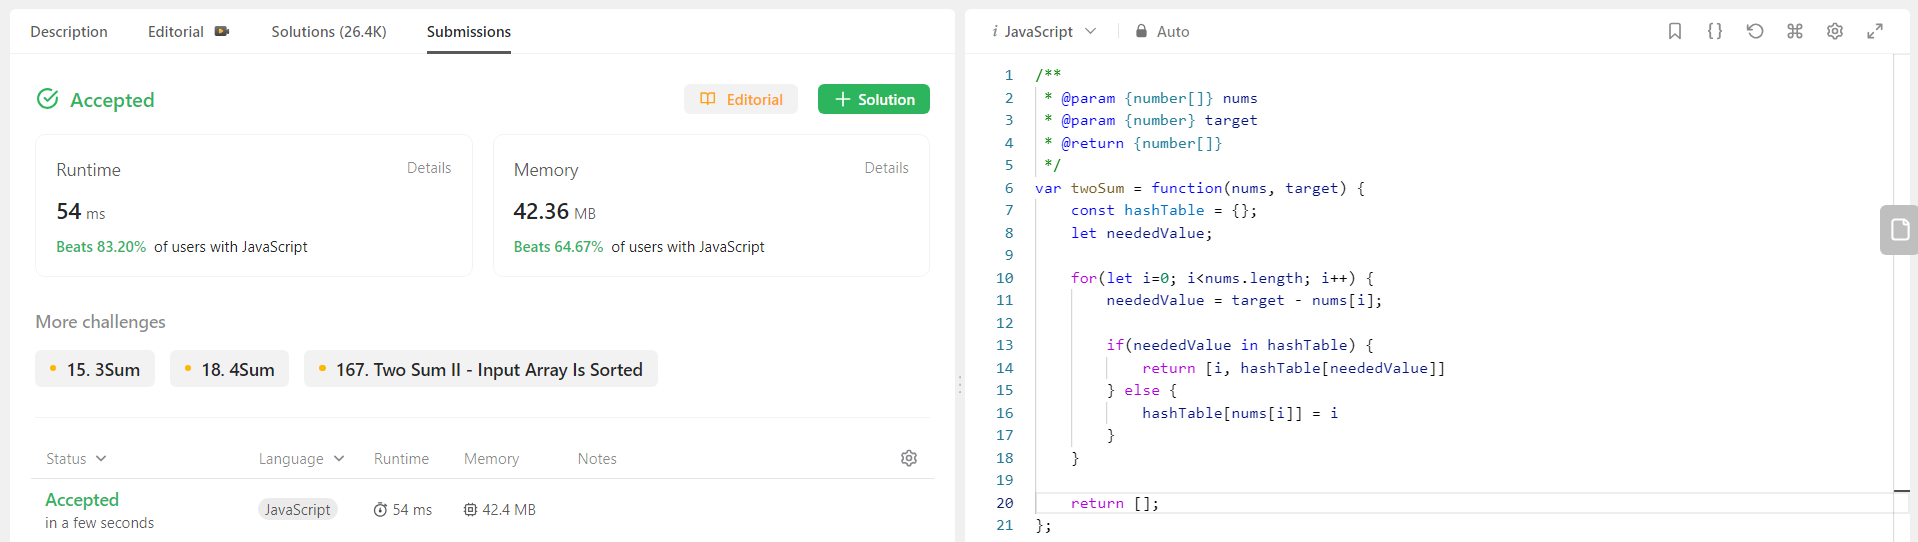 Description Editorial Solutions (26.4K) Submissions
Accepted Editorial + Solution
Runtime Details
54 ms
Beats 83.20% of users with JavaScript
Memory Details
42.36 MB
Beats 64.67% of users with JavaScript
More challenges
15. 3Sum 18. 4Sum 167. Two Sum II - Input Array Is Sorted
Status Language Runtime Memory Notes
Accepted JavaScript 54 ms 42.4 MB
in a few seconds
i JavaScript Auto
1 /**
2  * @param {number[]} nums
3  * @param {number} target
4  * @return {number[]}
5  */
6 var twoSum = function(nums, target) {
7     const hashTable = {};
8     let neededValue;
9
10     for(let i=0; i<nums.length; i++) {
11         neededValue = target - nums[i];
12
13         if(neededValue in hashTable) {
14             return [i, hashTable[neededValue]]
15         } else {
16             hashTable[nums[i]] = i
17         }
18     }
19
20     return [];
21 };